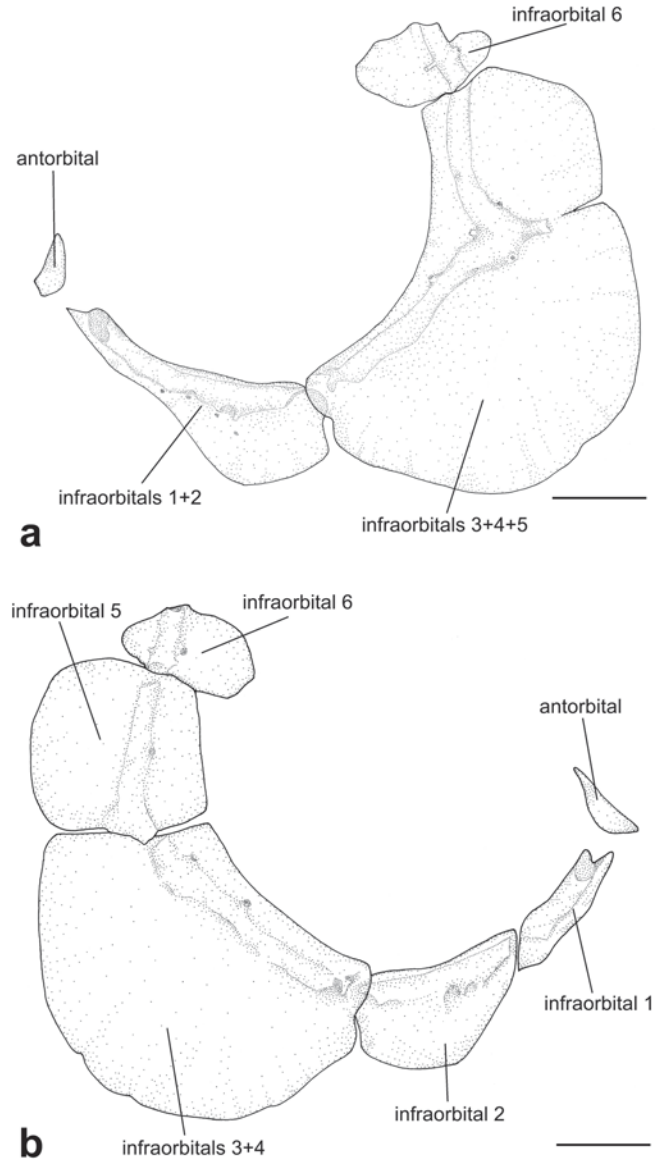 infraorbital 6
antorbital
infraorbitals 1+2
infraorbitals 3+4+5
a
infraorbital 5
infraorbital 6
antorbital
infraorbital 1
infraorbital 2
infraorbitals 3+4
b